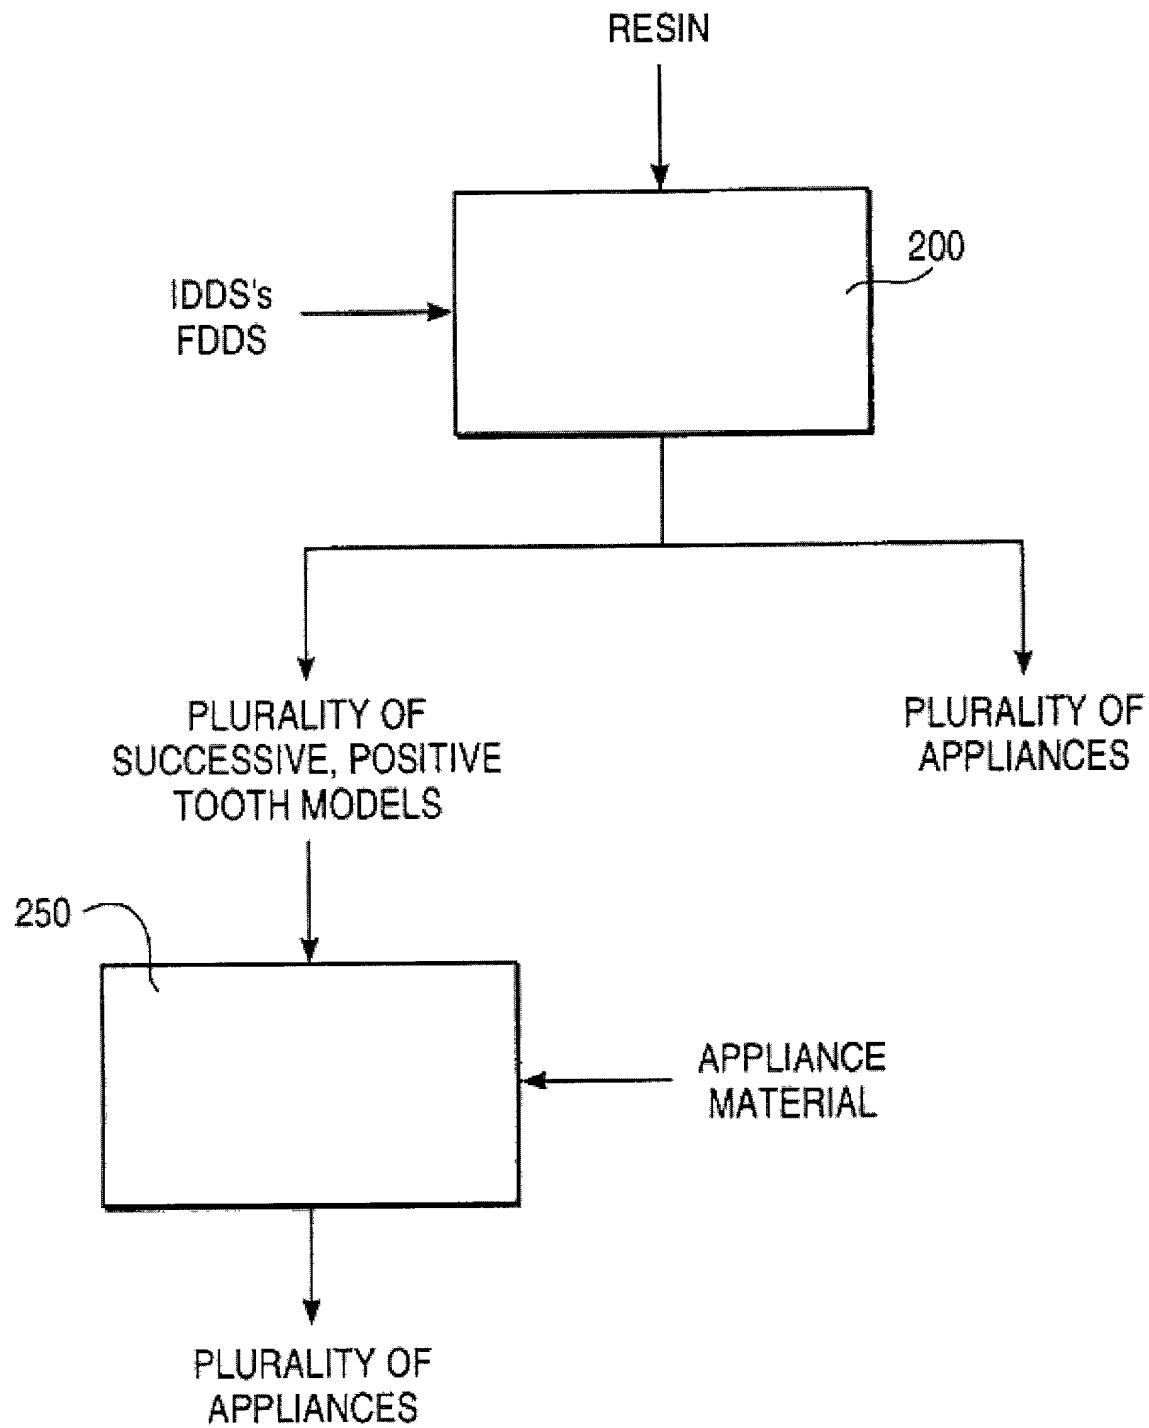 RESIN
200
IDDS's
FDDS
PLURALITY OF
SUCCESSIVE, POSITIVE
TOOTH MODELS
PLURALITY OF
APPLIANCES
250
APPLIANCE
MATERIAL
PLURALITY OF
APPLIANCES